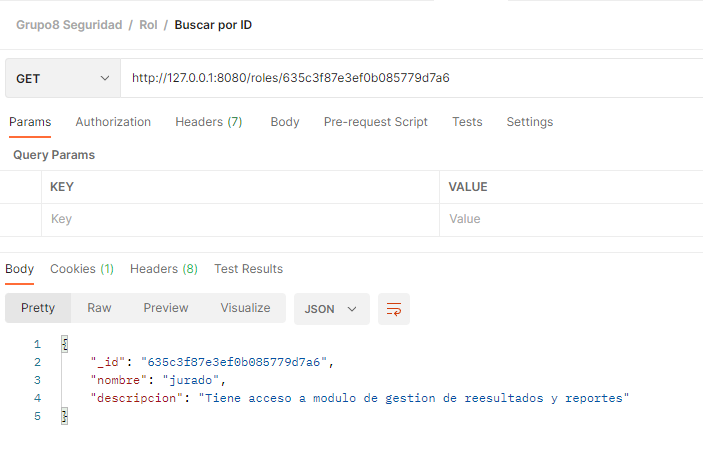 Grupo8 Seguridad / Rol / Buscar por ID
GET http://127.0.0.1:8080/roles/635c3f87e3ef0b085779d7a6
Params Authorization Headers (7) Body Pre-request Script Tests Settings
Query Params
KEY VALUE
Key Value
Body Cookies (1) Headers (8) Test Results
Pretty Raw Preview Visualize JSON
1 {
2 "_id": "635c3f87e3ef0b085779d7a6",
3 "nombre": "jurado",
4 "descripcion": "Tiene acceso a modulo de gestion de reesultados y reportes"
5 }